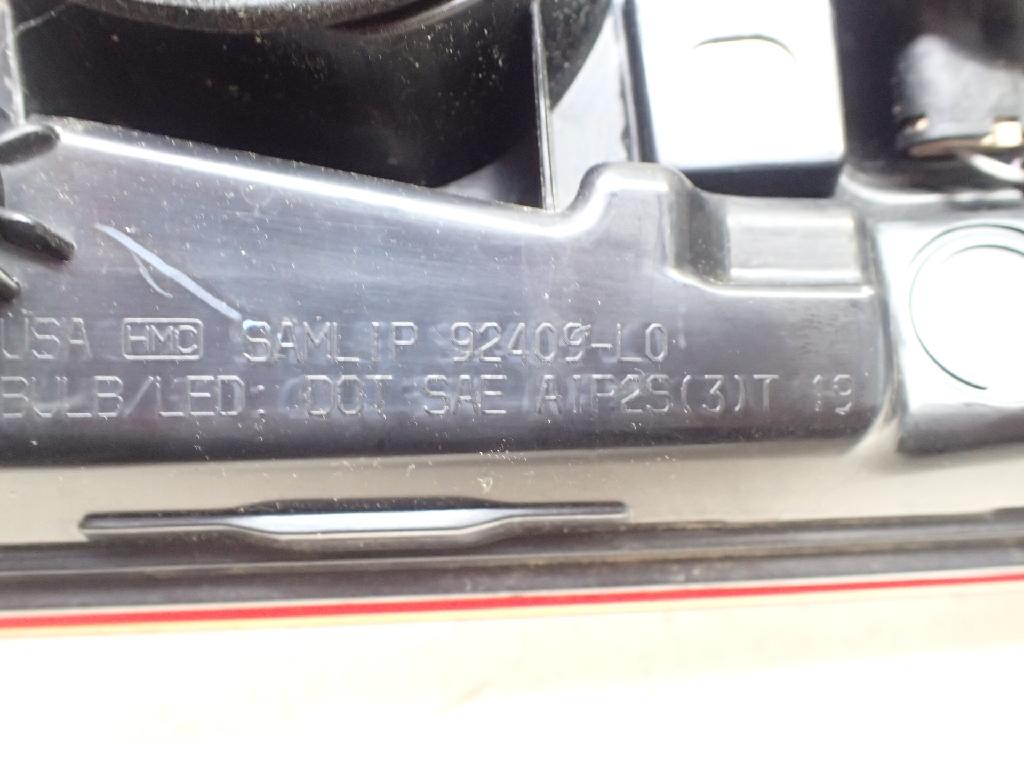 USA HMC SAMLIP 92409-L0
BULB/LED: DOT SAE AIP2S(3)T 19